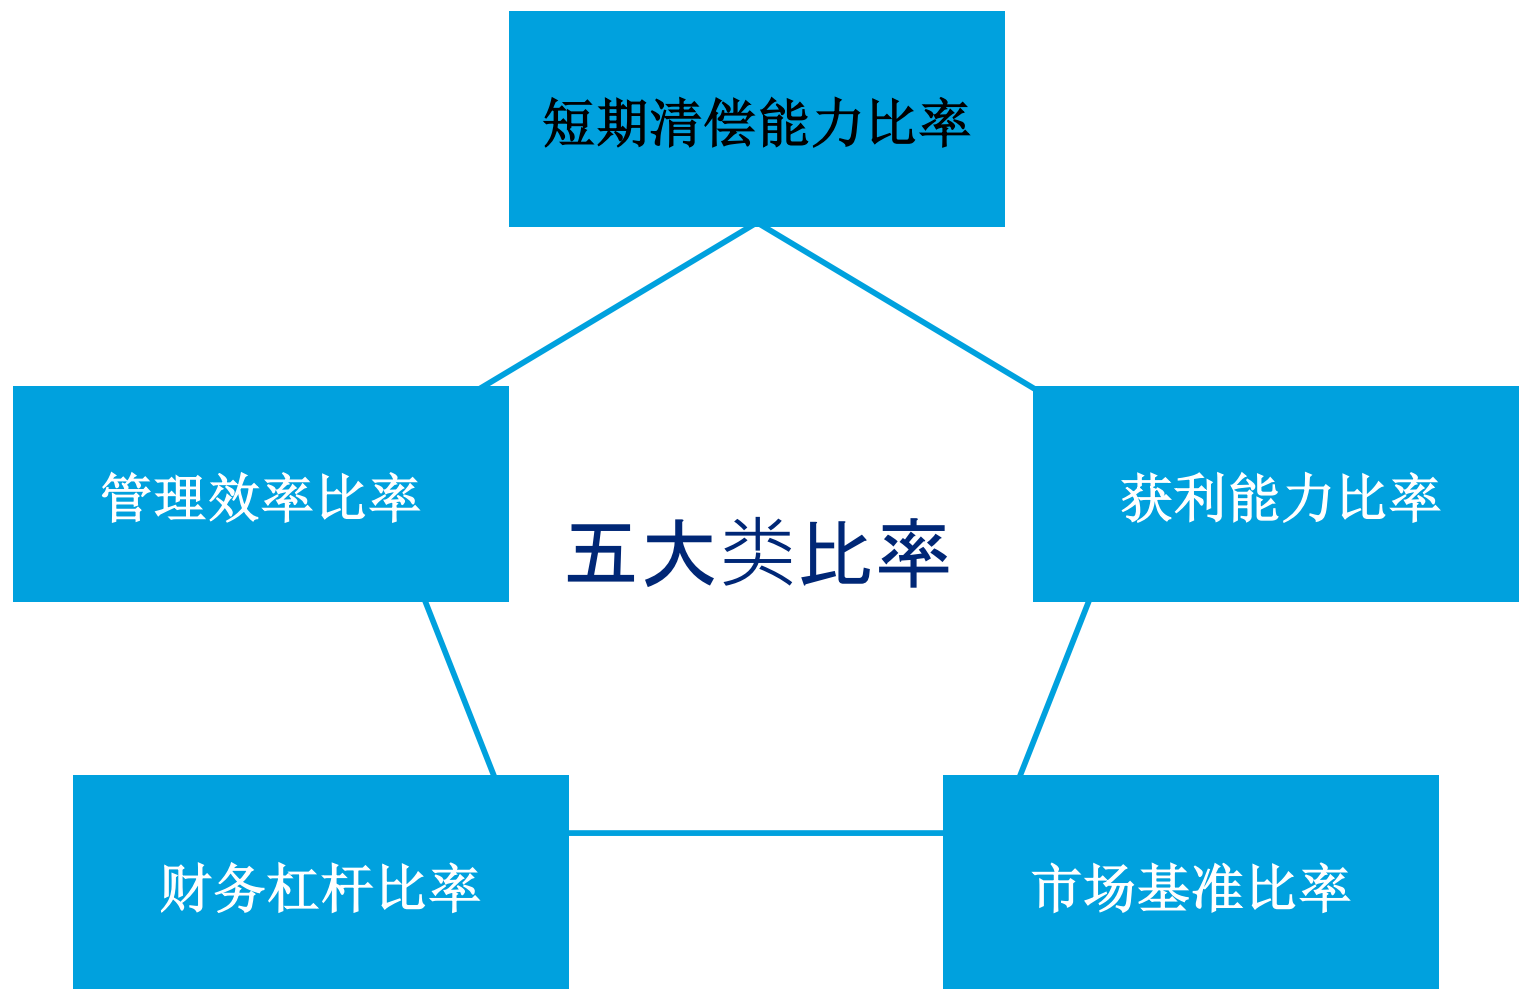 短期清偿能力比率
管理效率比率
获利能力比率
五大类比率
财务杠杆比率
市场基准比率